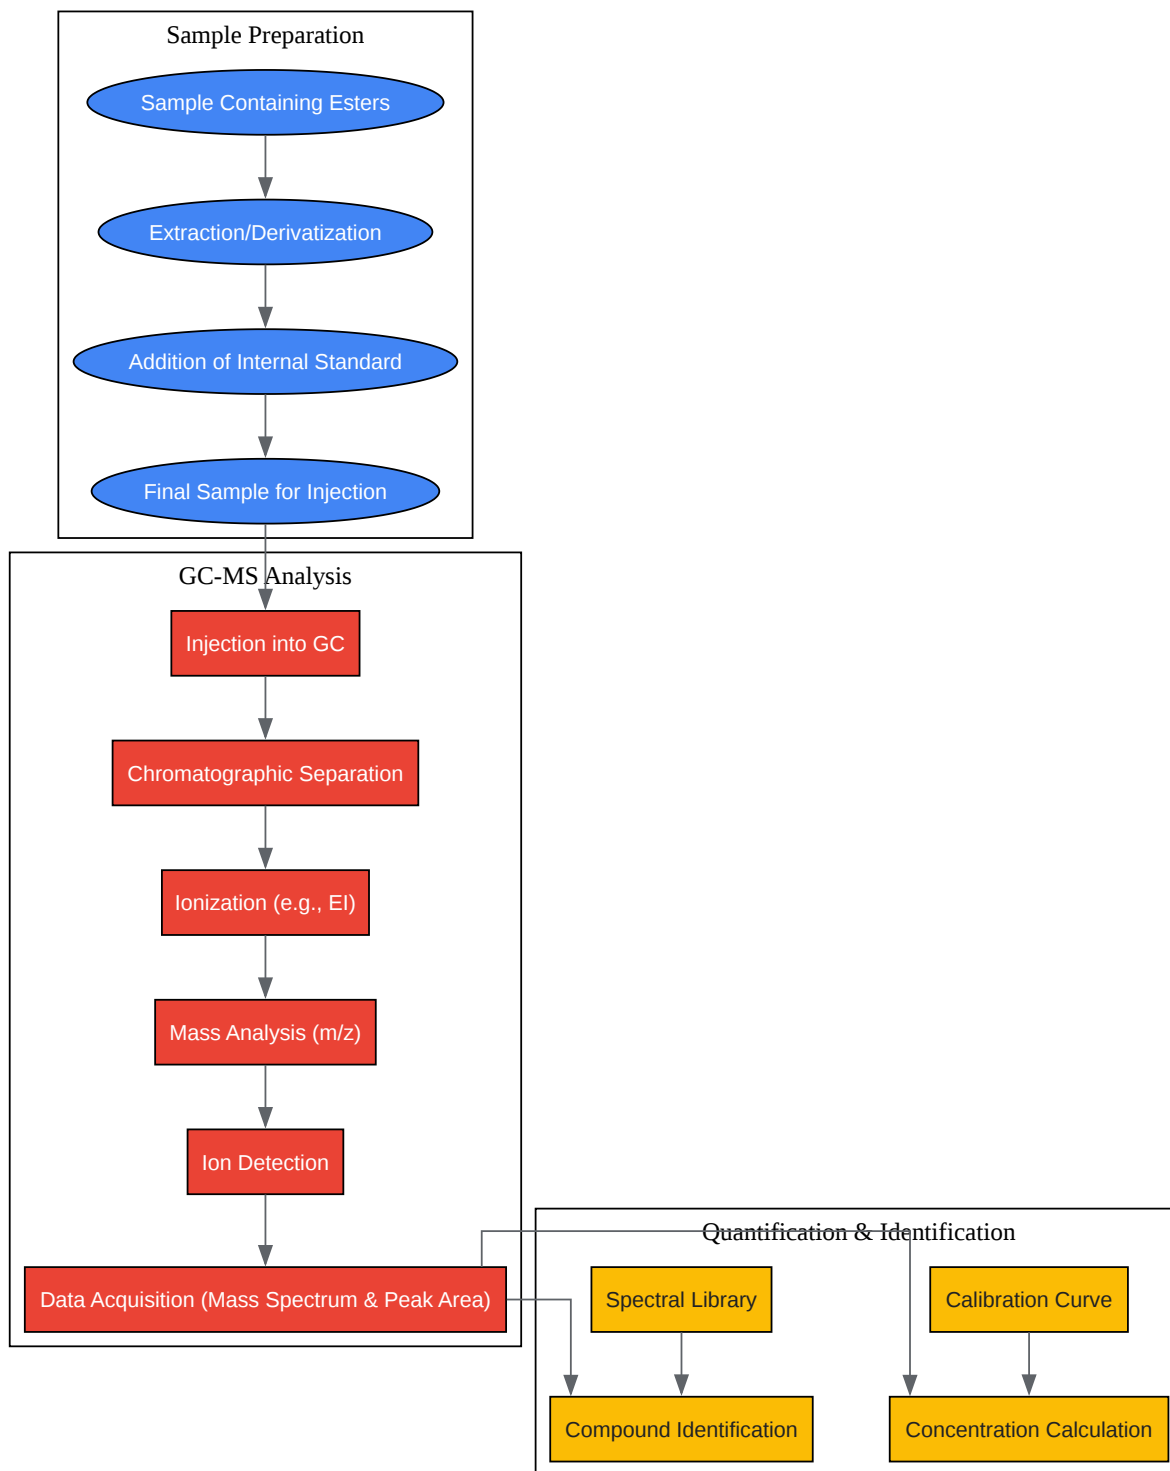 Sample Preparation
Sample Containing Esters
Extraction/Derivatization
Addition of Internal Standard
Final Sample for Injection
GC-MS Analysis
Injection into GC
Chromatographic Separation
Ionization (e.g., EI)
Mass Analysis (m/z)
Ion Detection
Data Acquisition (Mass Spectrum & Peak Area)
Quantification & Identification
Spectral Library
Calibration Curve
Compound Identification
Concentration Calculation